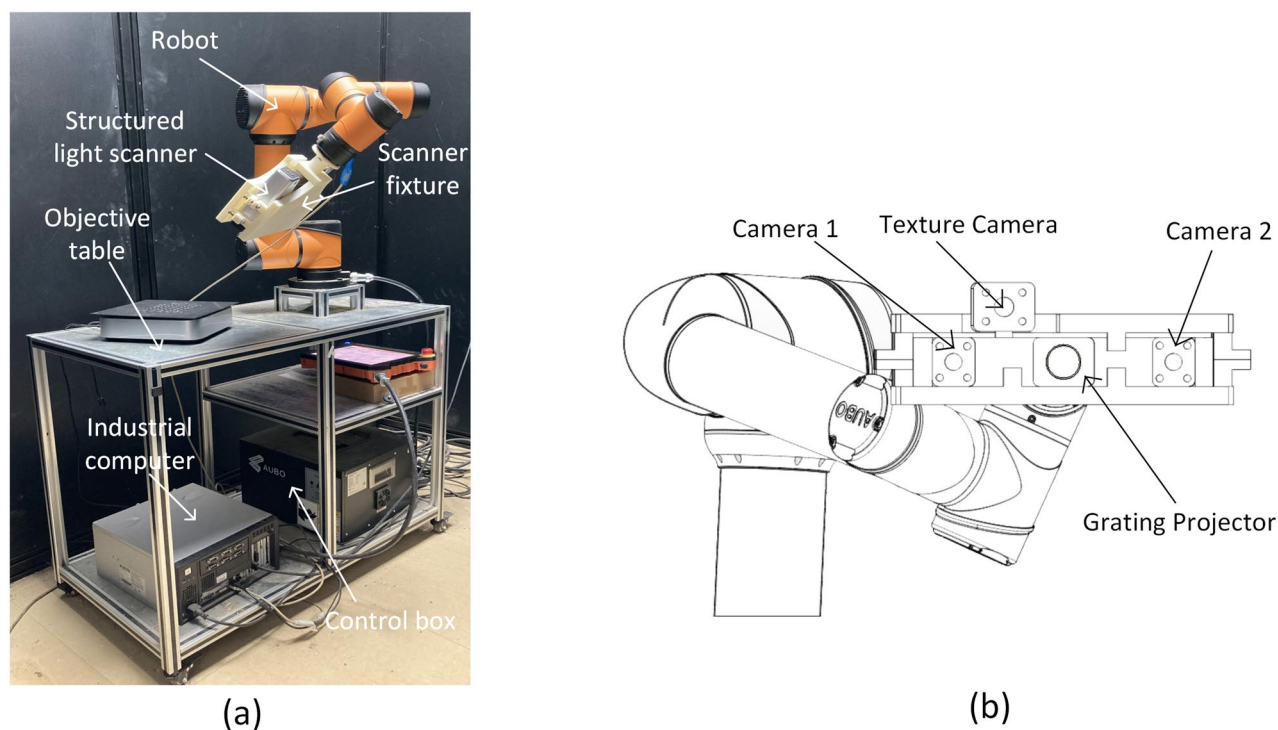 Robot
Structured
light scanner
Scanner
fixture
Objective
table
Industrial
computer
AUBO
Control box
(a)
Camera 1
Texture Camera
Camera 2
AUBO
Grating Projector
(b)